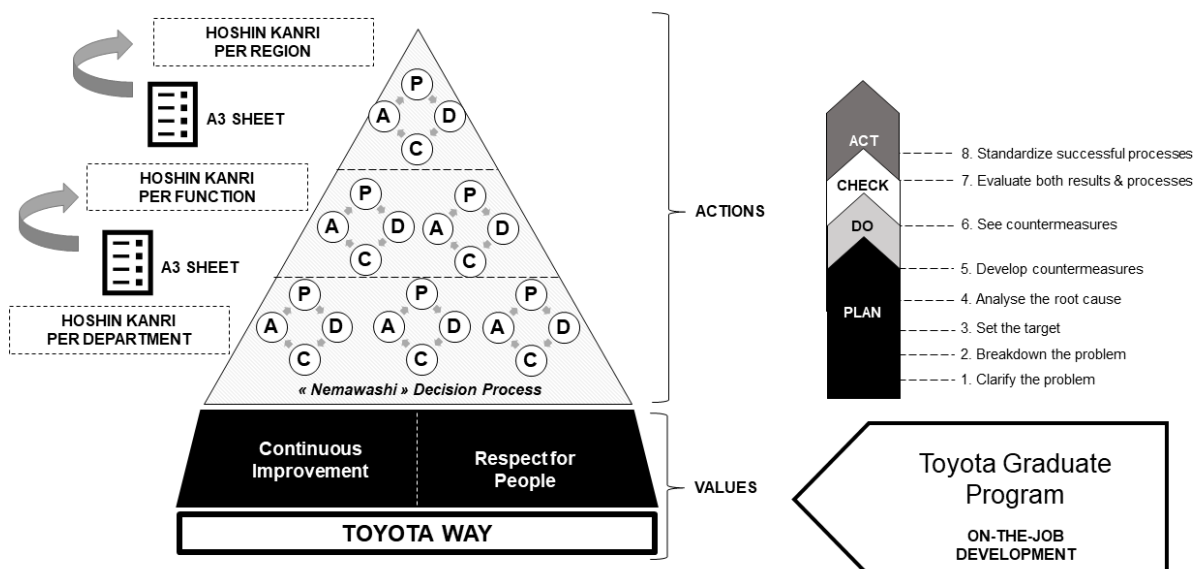 HOSHIN KANRI
PER REGION
A3 SHEET
HOSHIN KANRI
PER FUNCTION
A3 SHEET
HOSHIN KANRI
PER DEPARTMENT
P
A
D
C
P
A
D
C
P
A
D
C
P
A
D
C
P
A
D
C
P
A
D
C
« Nemawashi » Decision Process
Continuous
Improvement
Respect for
People
TOYOTA WAY
ACTIONS
VALUES
ACT
CHECK
DO
PLAN
8. Standardize successful processes
7. Evaluate both results & processes
6. See countermeasures
5. Develop countermeasures
4. Analyse the root cause
3. Set the target
2. Breakdown the problem
1. Clarify the problem
Toyota Graduate
Program
ON-THE-JOB
DEVELOPMENT